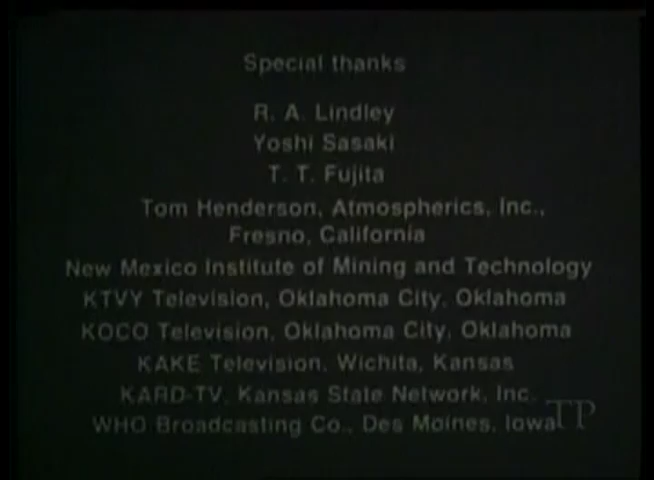 Special thanks
R. A. Lindley
Yoshi Sasaki
T. T. Fujita
Tom Henderson, Atmospherics, Inc.,
Fresno, California
New Mexico Institute of Mining and Technology
KTVY Television, Oklahoma City, Oklahoma
KOCO Television, Oklahoma City, Oklahoma
KAKE Television, Wichita, Kansas
KARD-TV, Kansas State Network, Inc.
WHO Broadcasting Co., Des Moines, Iowa
TP